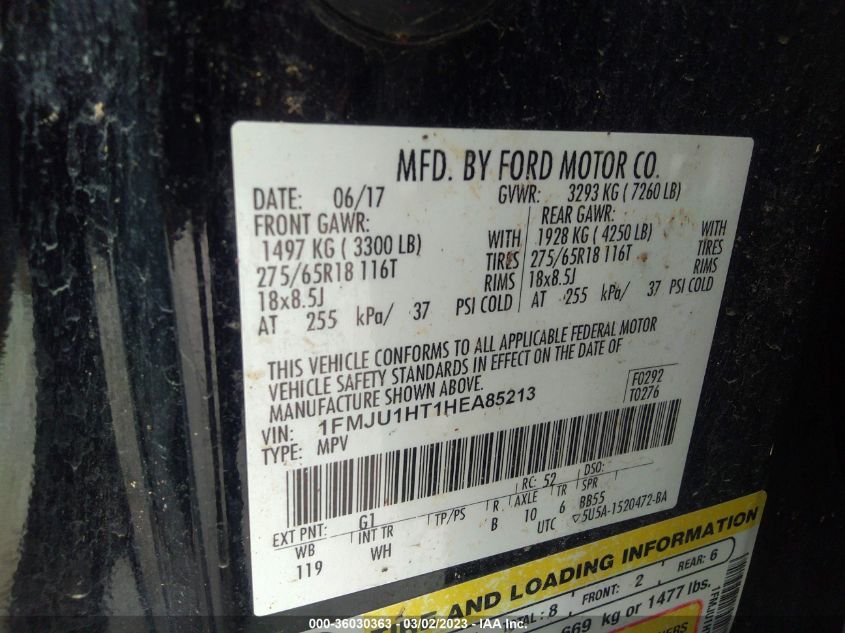 MFD. BY FORD MOTOR CO.
DATE: 06/17 GVWR: 3293 KG ( 7260 LB)
FRONT GAWR: REAR GAWR:
1497 KG ( 3300 LB) WITH 1928 KG ( 4250 LB) WITH
275/65R18 116T TIRES 275/65R18 116T TIRES
18x8.5J RIMS 18x8.5J RIMS
AT 255 kPa/ 37 PSI COLD AT 255 kPa/ 37 PSI COLD
THIS VEHICLE CONFORMS TO ALL APPLICABLE FEDERAL MOTOR
VEHICLE SAFETY STANDARDS IN EFFECT ON THE DATE OF
MANUFACTURE SHOWN ABOVE.
F0292
T0276
VIN: 1FMJU1HT1HEA85213
TYPE: MPV
RC: 52 DSO:
EXT PNT: G1 TP/PS R AXLE TR SPR
WB INT TR B 10 6 BB55
119 WH UTC ▽5U5A-1520472-BA
AND LOADING INFORMATION
: 8 FRONT: 2 REAR: 6
669 kg or 1477 lbs.
000-36030363 - 03/02/2023 - IAA Inc.